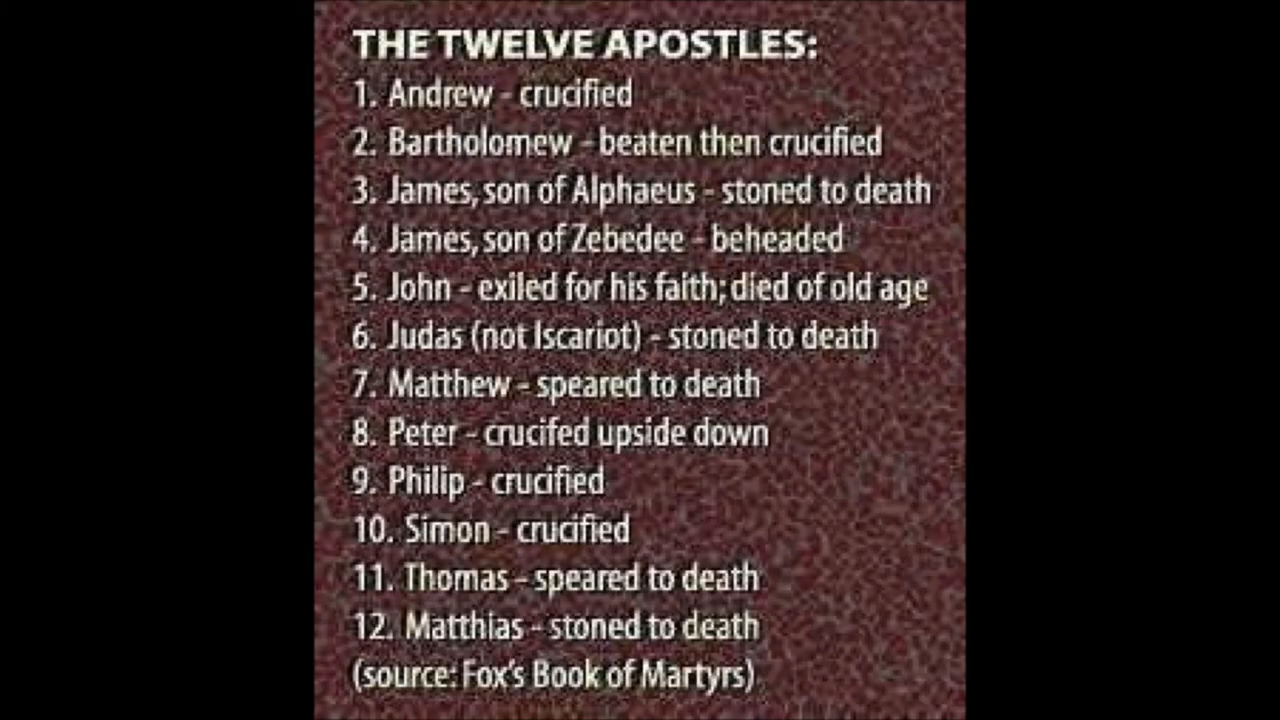 THE TWELVE APOSTLES:
1. Andrew - crucified
2. Bartholomew - beaten then crucified
3. James, son of Alphaeus - stoned to death
4. James, son of Zebedee - beheaded
5. John - exiled for his faith; died of old age
6. Judas (not Iscariot) - stoned to death
7. Matthew - speared to death
8. Peter - crucifed upside down
9. Philip - crucified
10. Simon - crucified
11. Thomas - speared to death
12. Matthias - stoned to death
(source: Fox's Book of Martyrs)